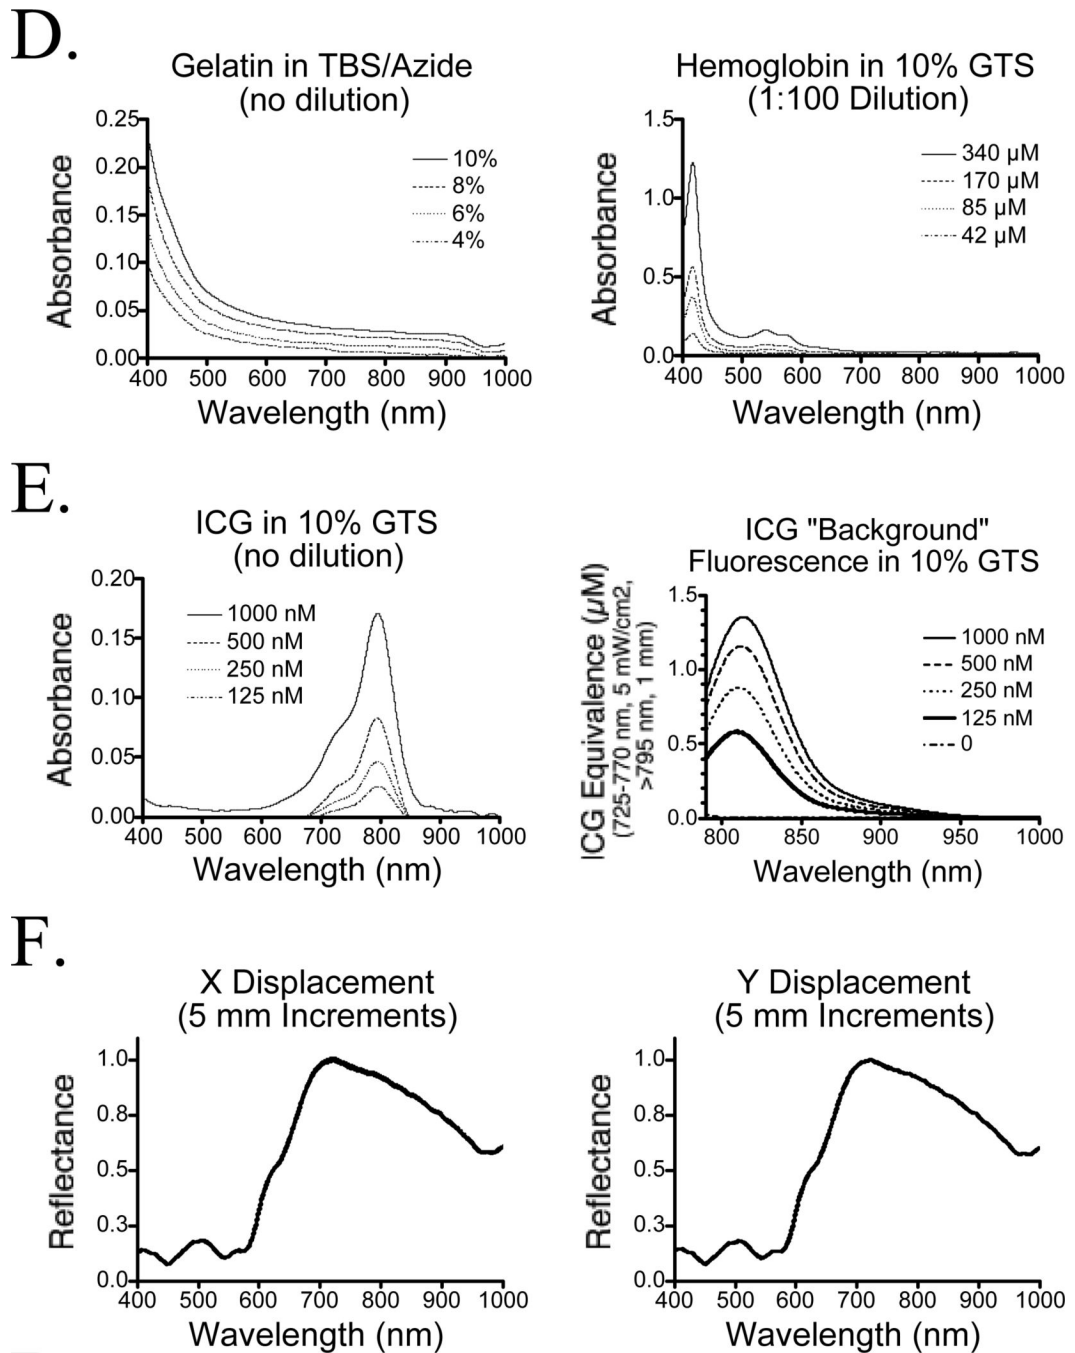 D.
Gelatin in TBS/Azide
(no dilution)
Absorbance
0.25
0.20
0.15
0.10
0.05
0.00
10%
8%
6%
4%
400 500 600 700 800 900 1000
Wavelength (nm)
Hemoglobin in 10% GTS
(1:100 Dilution)
Absorbance
1.5
1.0
0.5
0.0
340 µM
170 µM
85 µM
42 µM
400 500 600 700 800 900 1000
Wavelength (nm)
E.
ICG in 10% GTS
(no dilution)
Absorbance
0.20
0.15
0.10
0.05
0.00
1000 nM
500 nM
250 nM
125 nM
400 500 600 700 800 900 1000
Wavelength (nm)
ICG "Background"
Fluorescence in 10% GTS
ICG Equivalence (µM)
(725-770 nm, 5 mW/cm2,
>795 nm, 1 mm)
1.5
1.0
0.5
0.0
1000 nM
500 nM
250 nM
125 nM
0
800 850 900 950 1000
Wavelength (nm)
F.
X Displacement
(5 mm Increments)
Reflectance
1.0
0.8
0.5
0.3
0.0
400 500 600 700 800 900 1000
Wavelength (nm)
Y Displacement
(5 mm Increments)
Reflectance
1.0
0.8
0.5
0.3
0.0
400 500 600 700 800 900 1000
Wavelength (nm)